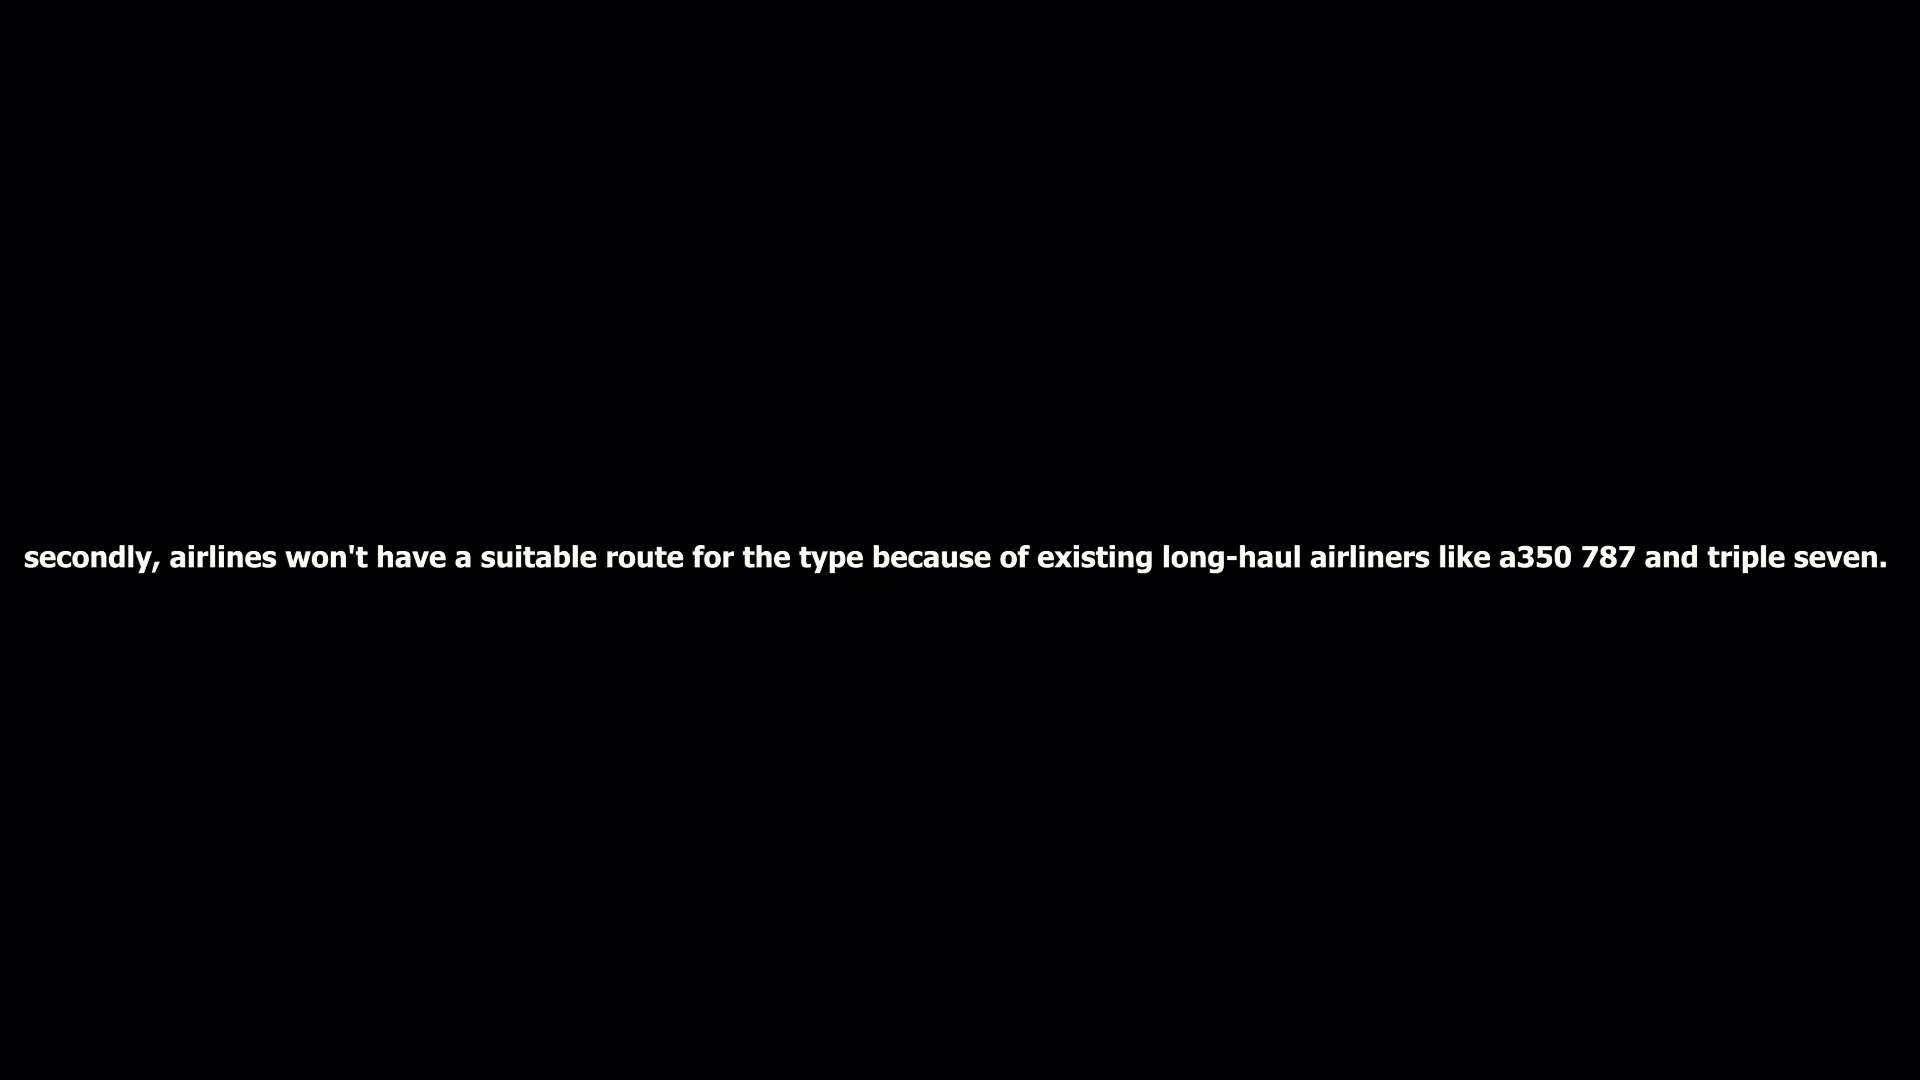 secondly, airlines won't have a suitable route for the type because of existing long-haul airliners like a350 787 and triple seven.